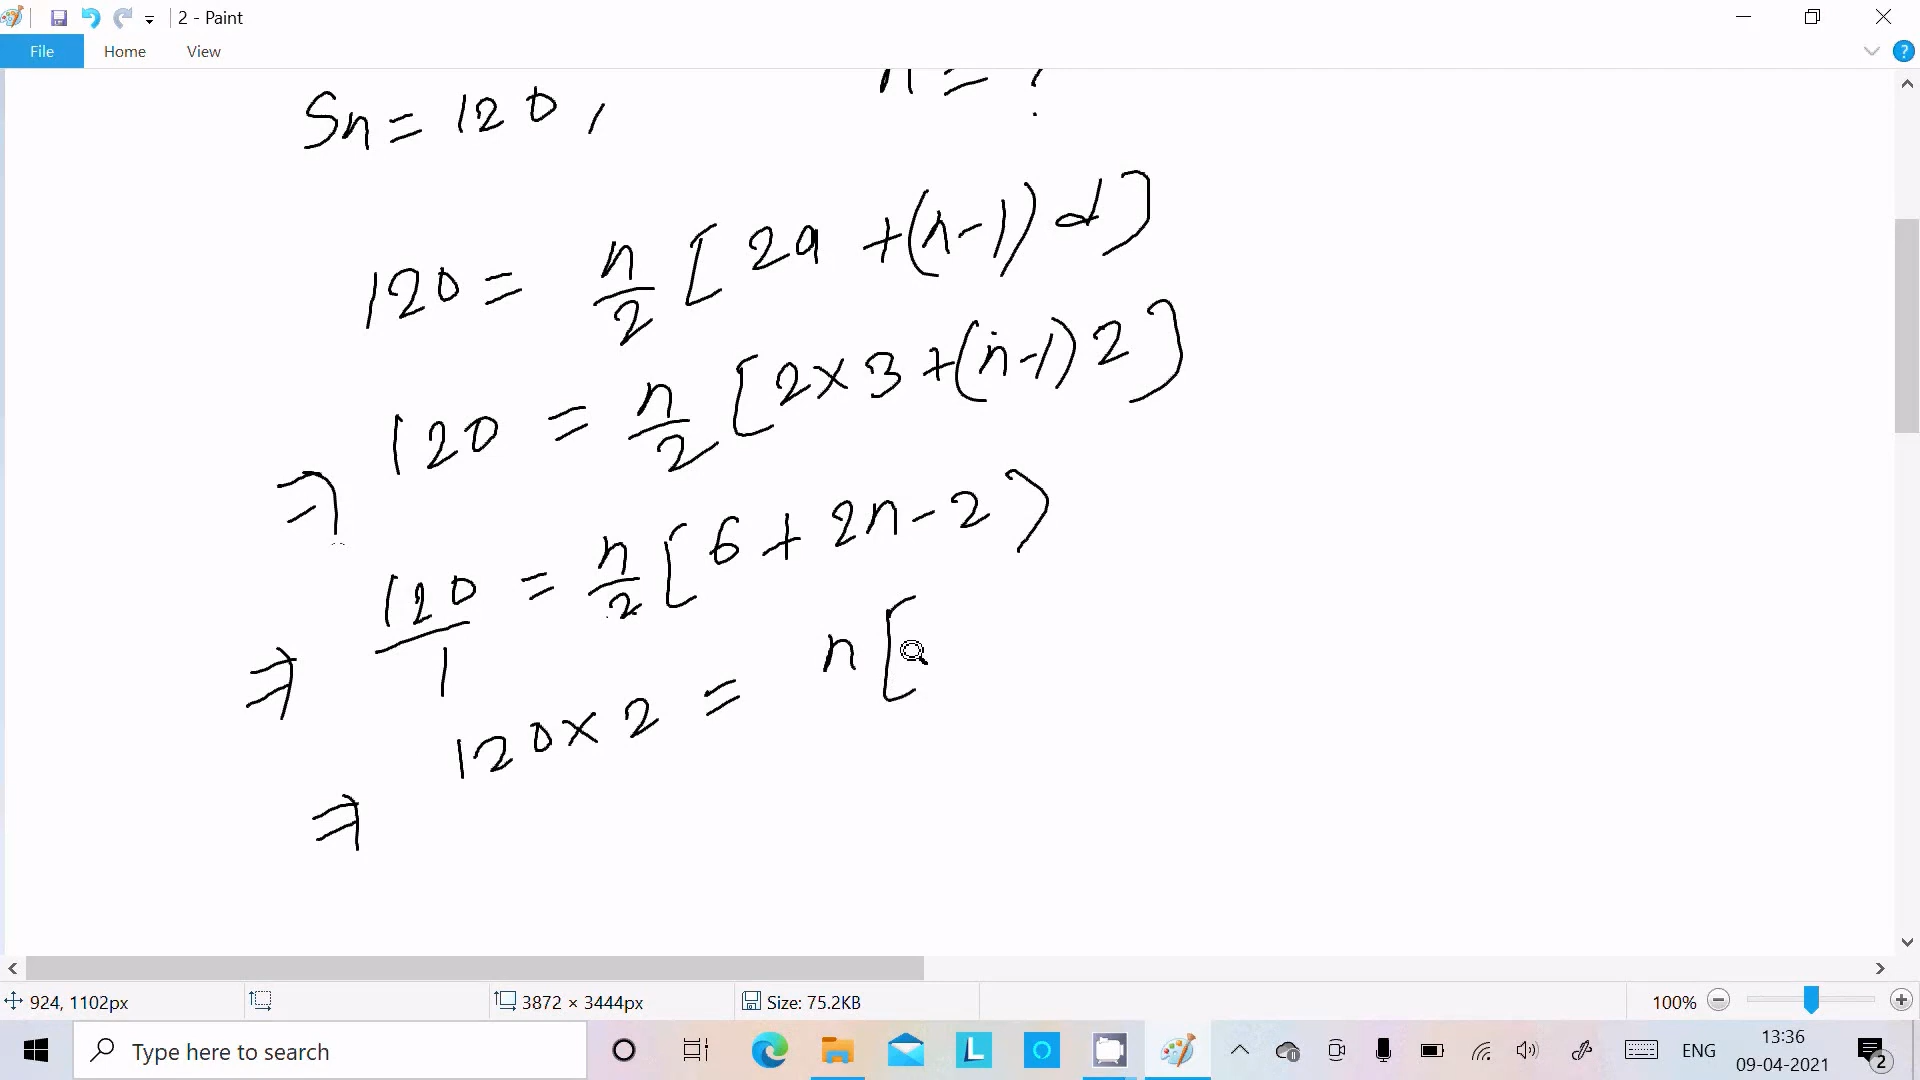 2 - Paint
File Home View
n = ?
Sn = 120 ,
120 = n/2 [ 2a + (n-1) d ]
120 = n/2 [ 2 × 3 + (n-1) 2 ]
⇒
120/1 = n/2 [ 6 + 2n - 2 )
⇒
120 × 2 = n [
⇒
924, 1102px 3872 × 3444px Size: 75.2KB 100%
Type here to search
ENG
13:36
09-04-2021
2